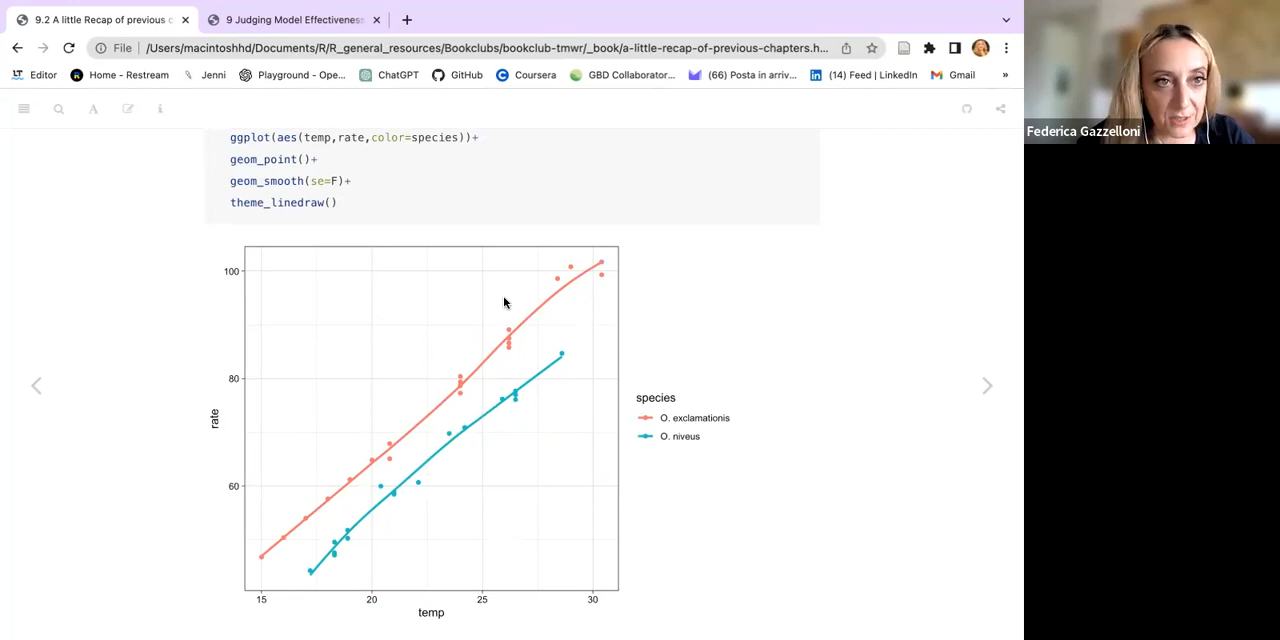 9.2 A little Recap of previous c
9 Judging Model Effectiveness
File
/Users/macintoshhd/Documents/R/R_general_resources/Bookclubs/bookclub-tmwr/_book/a-little-recap-of-previous-chapters.h...
Editor
Home - Restream
Jenni
Playground - Ope...
ChatGPT
GitHub
Coursera
GBD Collaborator...
(66) Posta in arriv...
(14) Feed | LinkedIn
Gmail
»
Federica Gazzelloni
ggplot(aes(temp,rate,color=species))+
geom_point()+
geom_smooth(se=F)+
theme_linedraw()
100
80
60
rate
15
20
25
30
temp
species
O. exclamationis
O. niveus